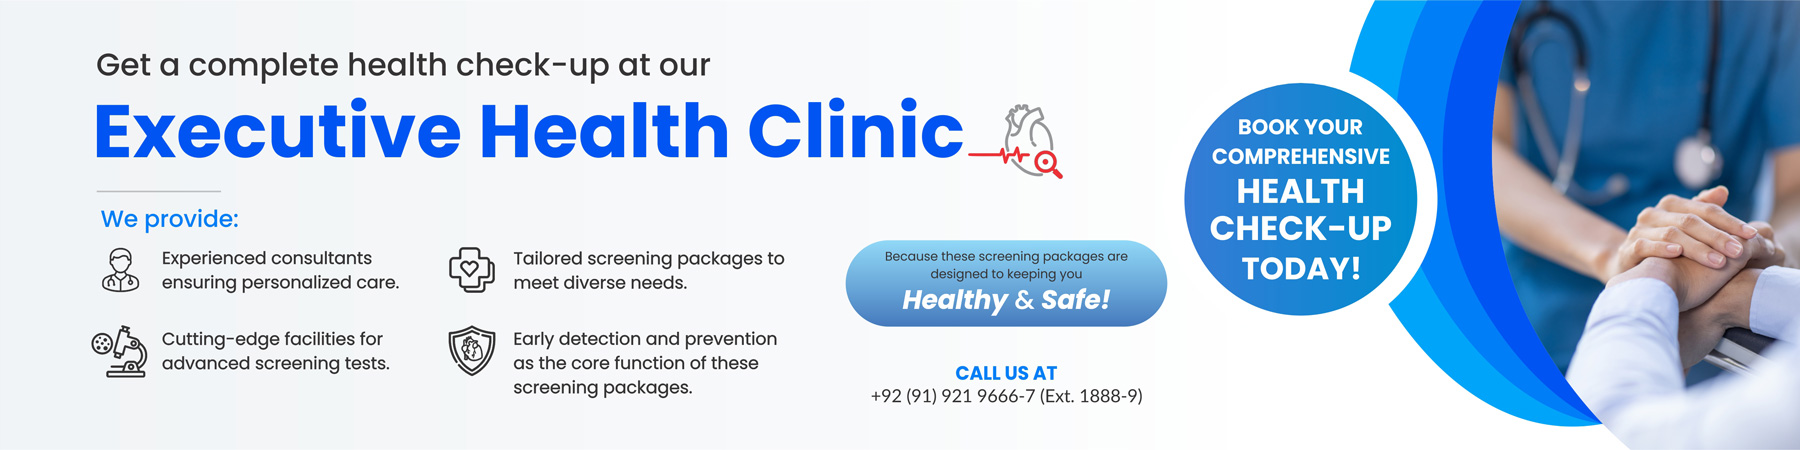 Get a complete health check-up at our
Executive Health Clinic
We provide:
Experienced consultants
ensuring personalized care.
Tailored screening packages to
meet diverse needs.
Cutting-edge facilities for
advanced screening tests.
Early detection and prevention
as the core function of these
screening packages.
Because these screening packages are
designed to keeping you
Healthy & Safe!
CALL US AT
+92 (91) 921 9666-7 (Ext. 1888-9)
BOOK YOUR
COMPREHENSIVE
HEALTH
CHECK-UP
TODAY!